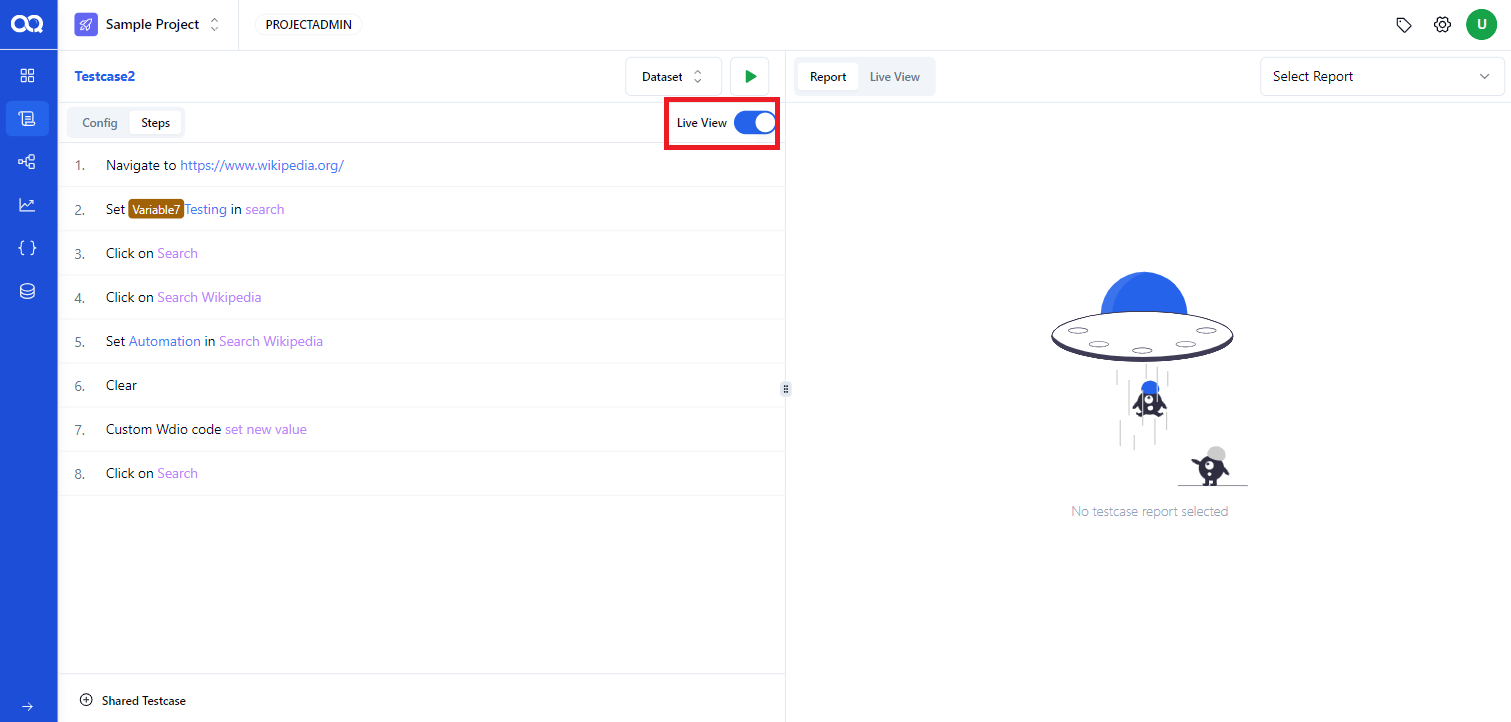 Sample Project
PROJECTADMIN
U
Testcase2
Dataset
Report
Live View
Select Report
Config
Steps
Live View
1. Navigate to https://www.wikipedia.org/
2. Set Variable7 Testing in search
3. Click on Search
4. Click on Search Wikipedia
5. Set Automation in Search Wikipedia
6. Clear
7. Custom Wdio code set new value
8. Click on Search
No testcase report selected
Shared Testcase